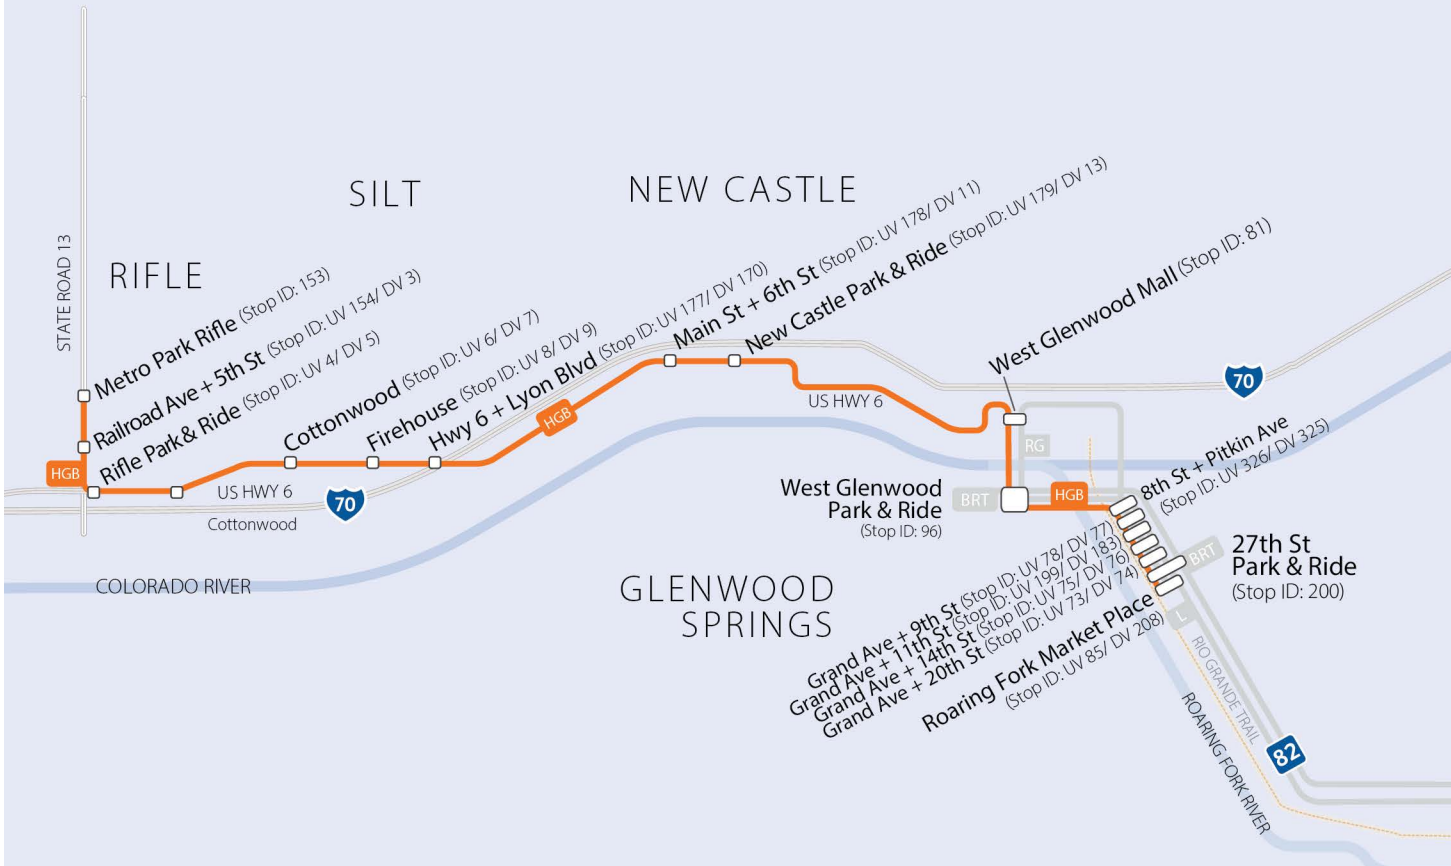 SILT
NEW CASTLE
RIFLE
STATE ROAD 13
Metro Park Rifle (Stop ID: 153)
Railroad Ave + 5th St (Stop ID: UV 154/ DV 3)
Rifle Park & Ride (Stop ID: UV 4/ DV 5)
Cottonwood (Stop ID: UV 6/ DV 7)
Firehouse (Stop ID: UV 8/ DV 9)
Hwy 6 + Lyon Blvd (Stop ID: UV 177/ DV 170)
Main St + 6th St (Stop ID: UV 178/ DV 11)
New Castle Park & Ride (Stop ID: UV 179/ DV 13)
West Glenwood Mall (Stop ID: 81)
70
US HWY 6
HGB
RG
HGB
US HWY 6
70
Cottonwood
West Glenwood
Park & Ride
(Stop ID: 96)
BRT
HGB
8th St + Pitkin Ave
(Stop ID: UV 326/ DV 325)
BRT
27th St
Park & Ride
(Stop ID: 200)
COLORADO RIVER
GLENWOOD
SPRINGS
Grand Ave + 9th St (Stop ID: UV 78/ DV 77)
Grand Ave + 11th St (Stop ID: UV 199/ DV 183)
Grand Ave + 14th St (Stop ID: UV 75/ DV 76)
Grand Ave + 20th St (Stop ID: UV 73/ DV 74)
Roaring Fork Market Place
(Stop ID: UV 85/ DV 208)
L
RIO GRANDE TRAIL
ROARING FORK RIVER
82